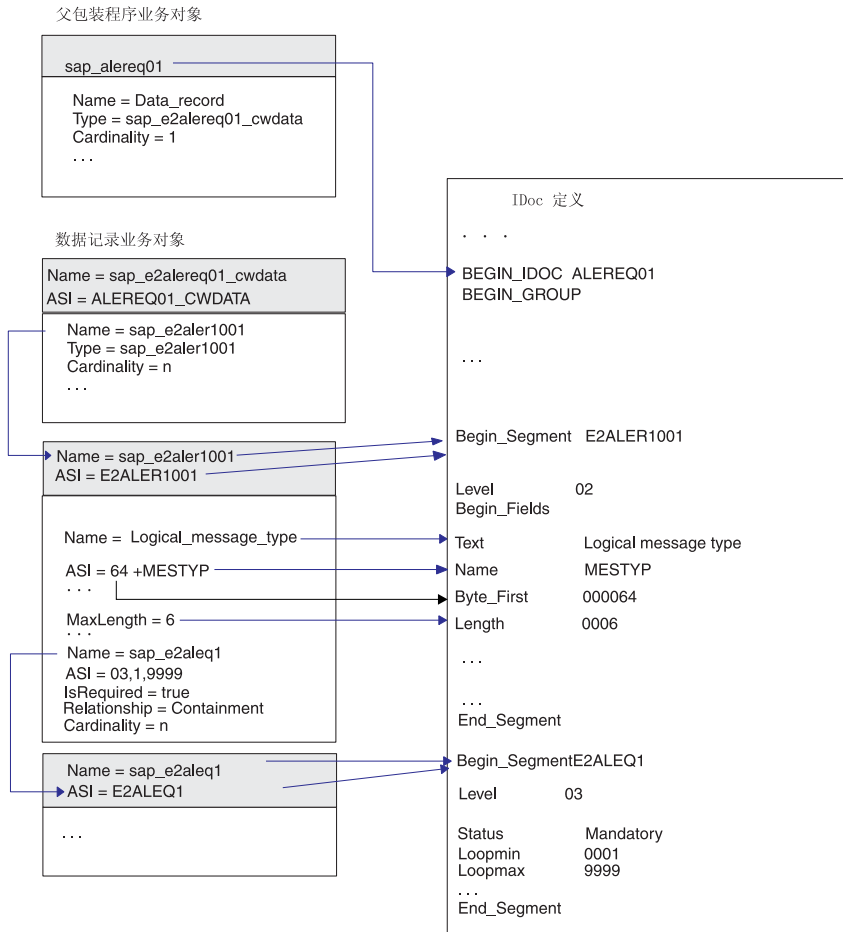 父包装程序业务对象
sap_alereq01
Name = Data_record
Type = sap_e2alereq01_cwdata
Cardinality = 1
. . .
数据记录业务对象
Name = sap_e2alereq01_cwdata
ASI = ALEREQ01_CWDATA
Name = sap_e2aler1001
Type = sap_e2aler1001
Cardinality = n
. . .
Name = sap_e2aler1001
ASI = E2ALER1001
Name = Logical_message_type
ASI = 64 +MESTYP
. . .
MaxLength = 6
. . .
Name = sap_e2aleq1
ASI = 03,1,9999
IsRequired = true
Relationship = Containment
Cardinality = n
Name = sap_e2aleq1
ASI = E2ALEQ1
. . .
IDoc 定义
. . .
BEGIN_IDOC ALEREQ01
BEGIN_GROUP
. . .
Begin_Segment E2ALER1001
Level 02
Begin_Fields
Text Logical message type
Name MESTYP
Byte_First 000064
Length 0006
. . .
. . .
End_Segment
Begin_SegmentE2ALEQ1
Level 03
Status Mandatory
Loopmin 0001
Loopmax 9999
. . .
End_Segment